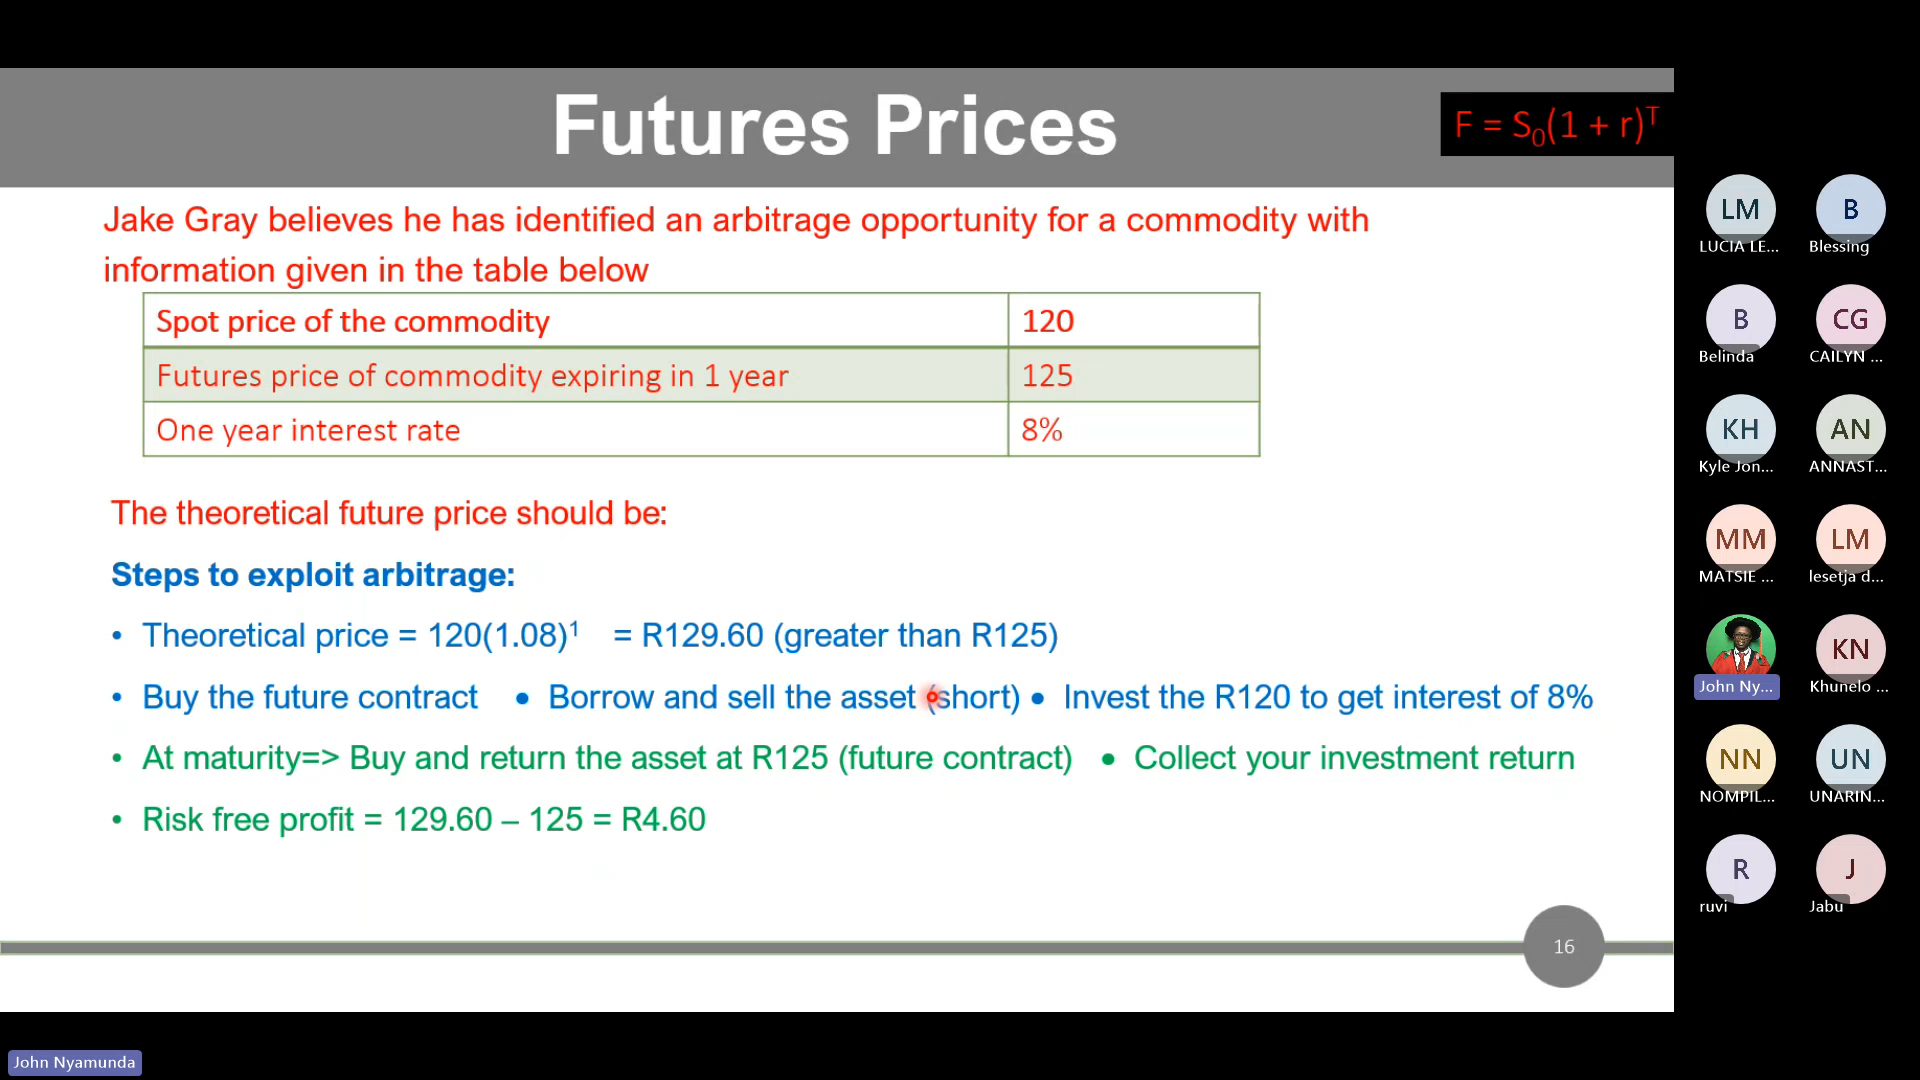 Futures Prices
F = S₀(1 + r)ᵀ
Jake Gray believes he has identified an arbitrage opportunity for a commodity with
information given in the table below
Spot price of the commodity 120
Futures price of commodity expiring in 1 year 125
One year interest rate 8%
The theoretical future price should be:
Steps to exploit arbitrage:
• Theoretical price = 120(1.08)¹ = R129.60 (greater than R125)
• Buy the future contract • Borrow and sell the asset (short) • Invest the R120 to get interest of 8%
• At maturity=> Buy and return the asset at R125 (future contract) • Collect your investment return
• Risk free profit = 129.60 – 125 = R4.60
16
LM B
LUCIA LE... Blessing
B CG
Belinda CAILYN ...
KH AN
Kyle Jon... ANNAST...
MM LM
MATSIE ... lesetja d...
KN
John Ny... Khunelo ...
NN UN
NOMPIL... UNARIN...
R J
ruvi Jabu
John Nyamunda